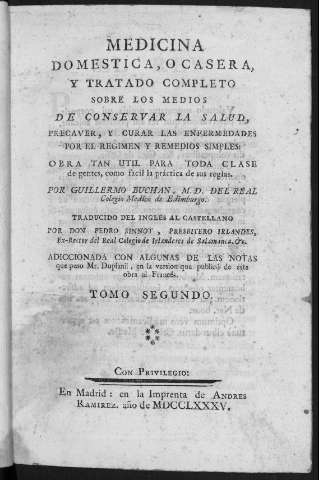 MEDICINA
DOMESTICA, O CASERA,
Y TRATADO COMPLETO
SOBRE LOS MEDIOS
DE CONSERVAR LA SALUD,
PRECAVER, Y CURAR LAS ENFERMEDADES
POR EL REGIMEN Y REMEDIOS SIMPLES:
OBRA TAN UTIL PARA TODA CLASE
de gentes, como facil la práctica de sus reglas.
POR GUILLERMO BUCHAN, M. D. DEL REAL
Colegio Medico de Edimburgo.
TRADUCIDO DEL INGLES AL CASTELLANO
POR DON PEDRO SINNOT, PRESBITERO IRLANDES,
Ex-Rector del Real Colegio de Irlandeses de Salamanca, &c.
ADICCIONADA CON ALGUNAS DE LAS NOTAS
que puso Mr. Duplanil, en la version que publicó de esta
obra al Francés.
TOMO SEGUNDO.
CON PRIVILEGIO:
En Madrid: en la Imprenta de ANDRES
RAMIREZ. año de MDCCLXXXV.